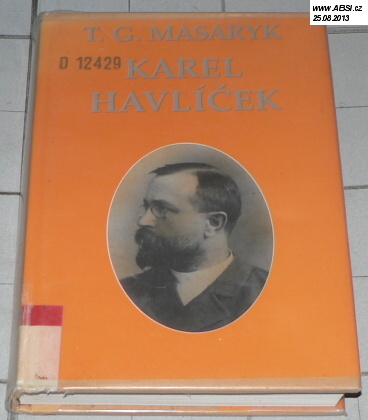 www.ABSI.cz
25.08.2013
T. G. MASARYK
D 12429
KAREL
HAVLÍČEK